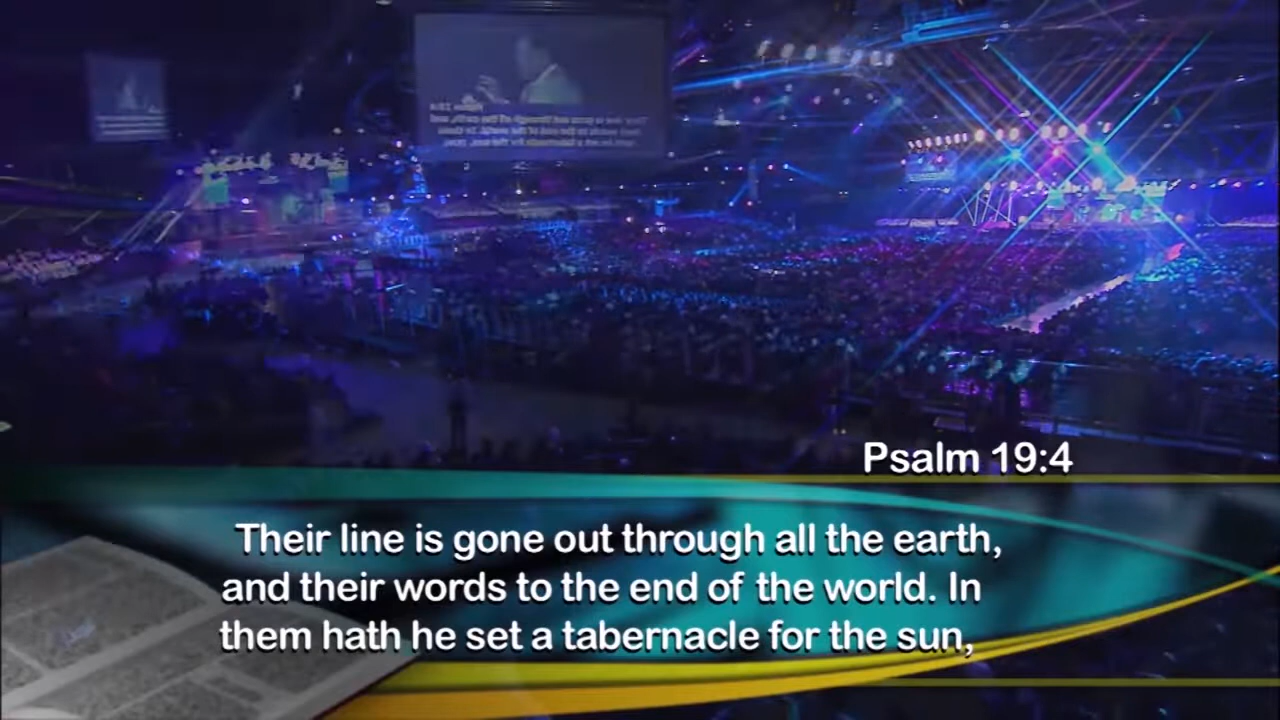 Psalm 19:4
Their line is gone out through all the earth,
and their words to the end of the world. In
them hath he set a tabernacle for the sun,